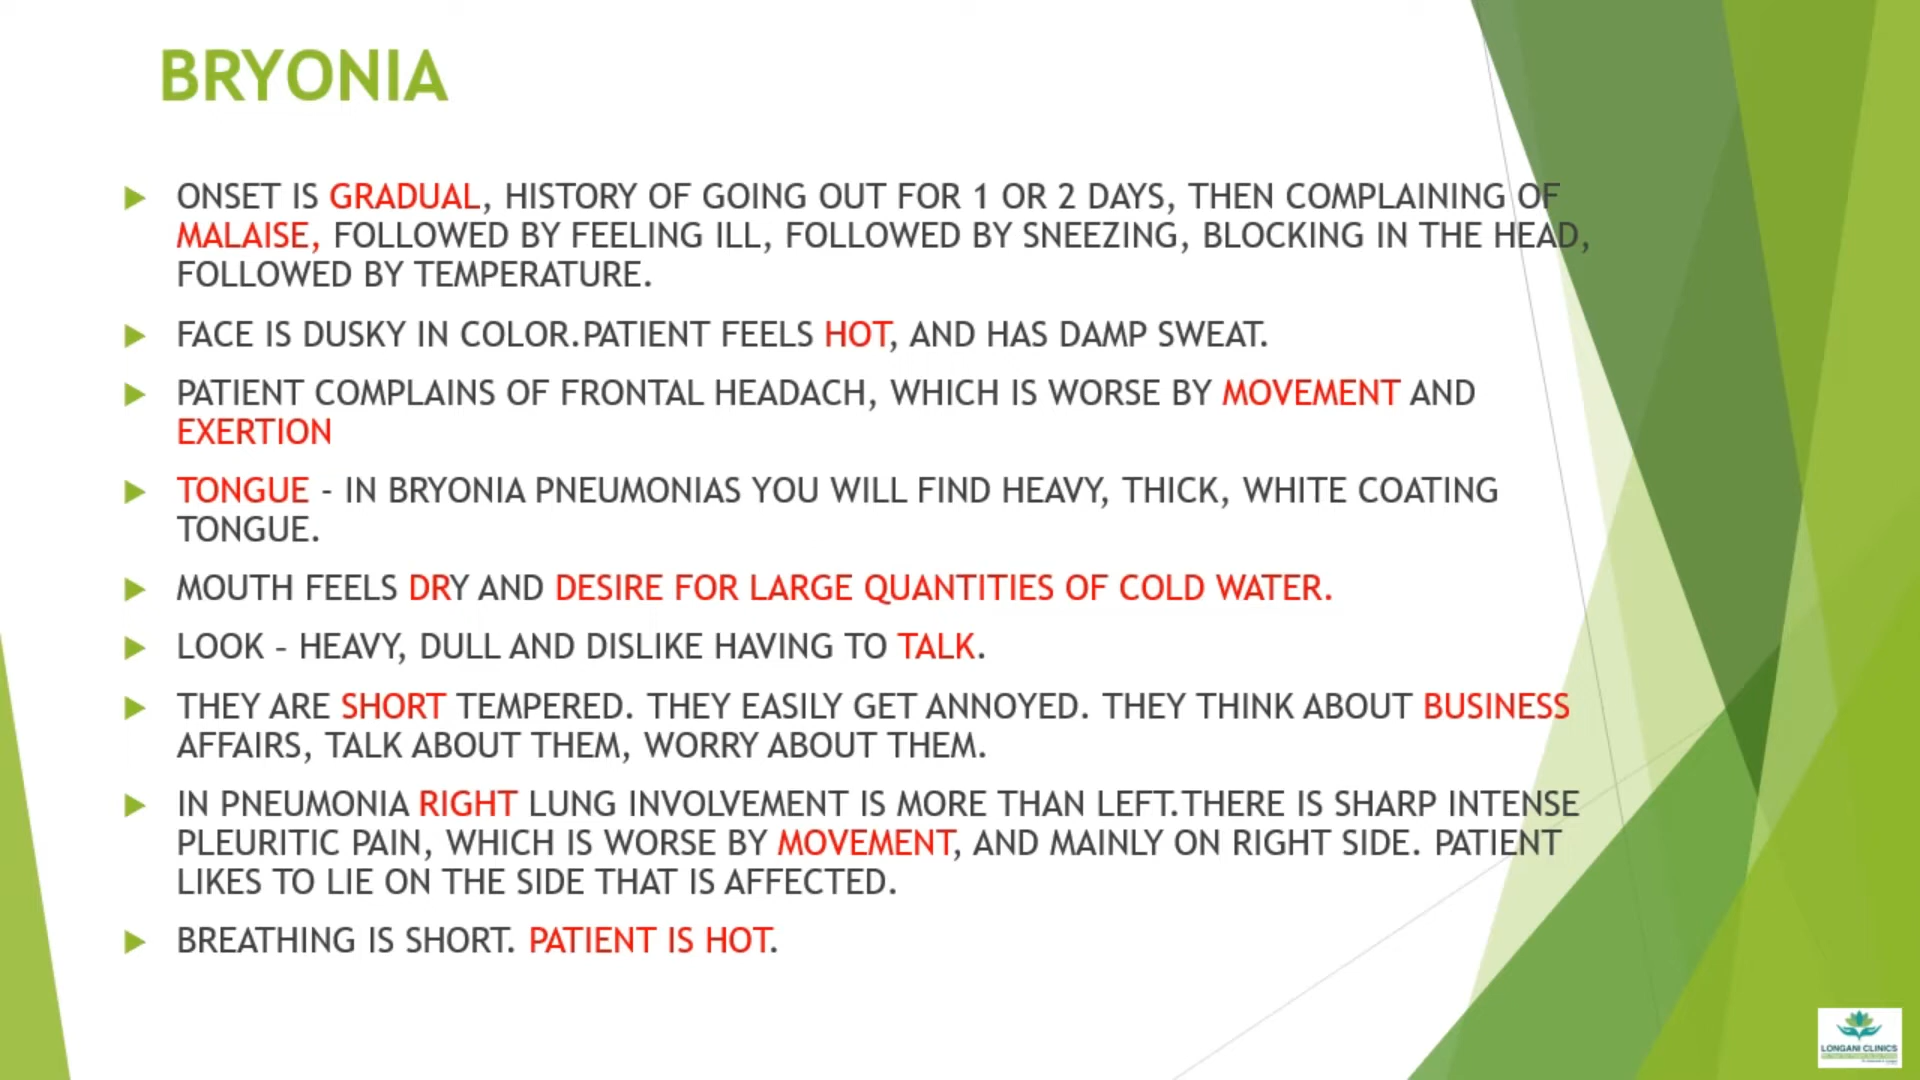 BRYONIA
ONSET IS GRADUAL, HISTORY OF GOING OUT FOR 1 OR 2 DAYS, THEN COMPLAINING OF
MALAISE, FOLLOWED BY FEELING ILL, FOLLOWED BY SNEEZING, BLOCKING IN THE HEAD,
FOLLOWED BY TEMPERATURE.
FACE IS DUSKY IN COLOR.PATIENT FEELS HOT, AND HAS DAMP SWEAT.
PATIENT COMPLAINS OF FRONTAL HEADACH, WHICH IS WORSE BY MOVEMENT AND
EXERTION
TONGUE - IN BRYONIA PNEUMONIAS YOU WILL FIND HEAVY, THICK, WHITE COATING
TONGUE.
MOUTH FEELS DRY AND DESIRE FOR LARGE QUANTITIES OF COLD WATER.
LOOK – HEAVY, DULL AND DISLIKE HAVING TO TALK.
THEY ARE SHORT TEMPERED. THEY EASILY GET ANNOYED. THEY THINK ABOUT BUSINESS
AFFAIRS, TALK ABOUT THEM, WORRY ABOUT THEM.
IN PNEUMONIA RIGHT LUNG INVOLVEMENT IS MORE THAN LEFT.THERE IS SHARP INTENSE
PLEURITIC PAIN, WHICH IS WORSE BY MOVEMENT, AND MAINLY ON RIGHT SIDE. PATIENT
LIKES TO LIE ON THE SIDE THAT IS AFFECTED.
BREATHING IS SHORT. PATIENT IS HOT.
LONGANI CLINICS